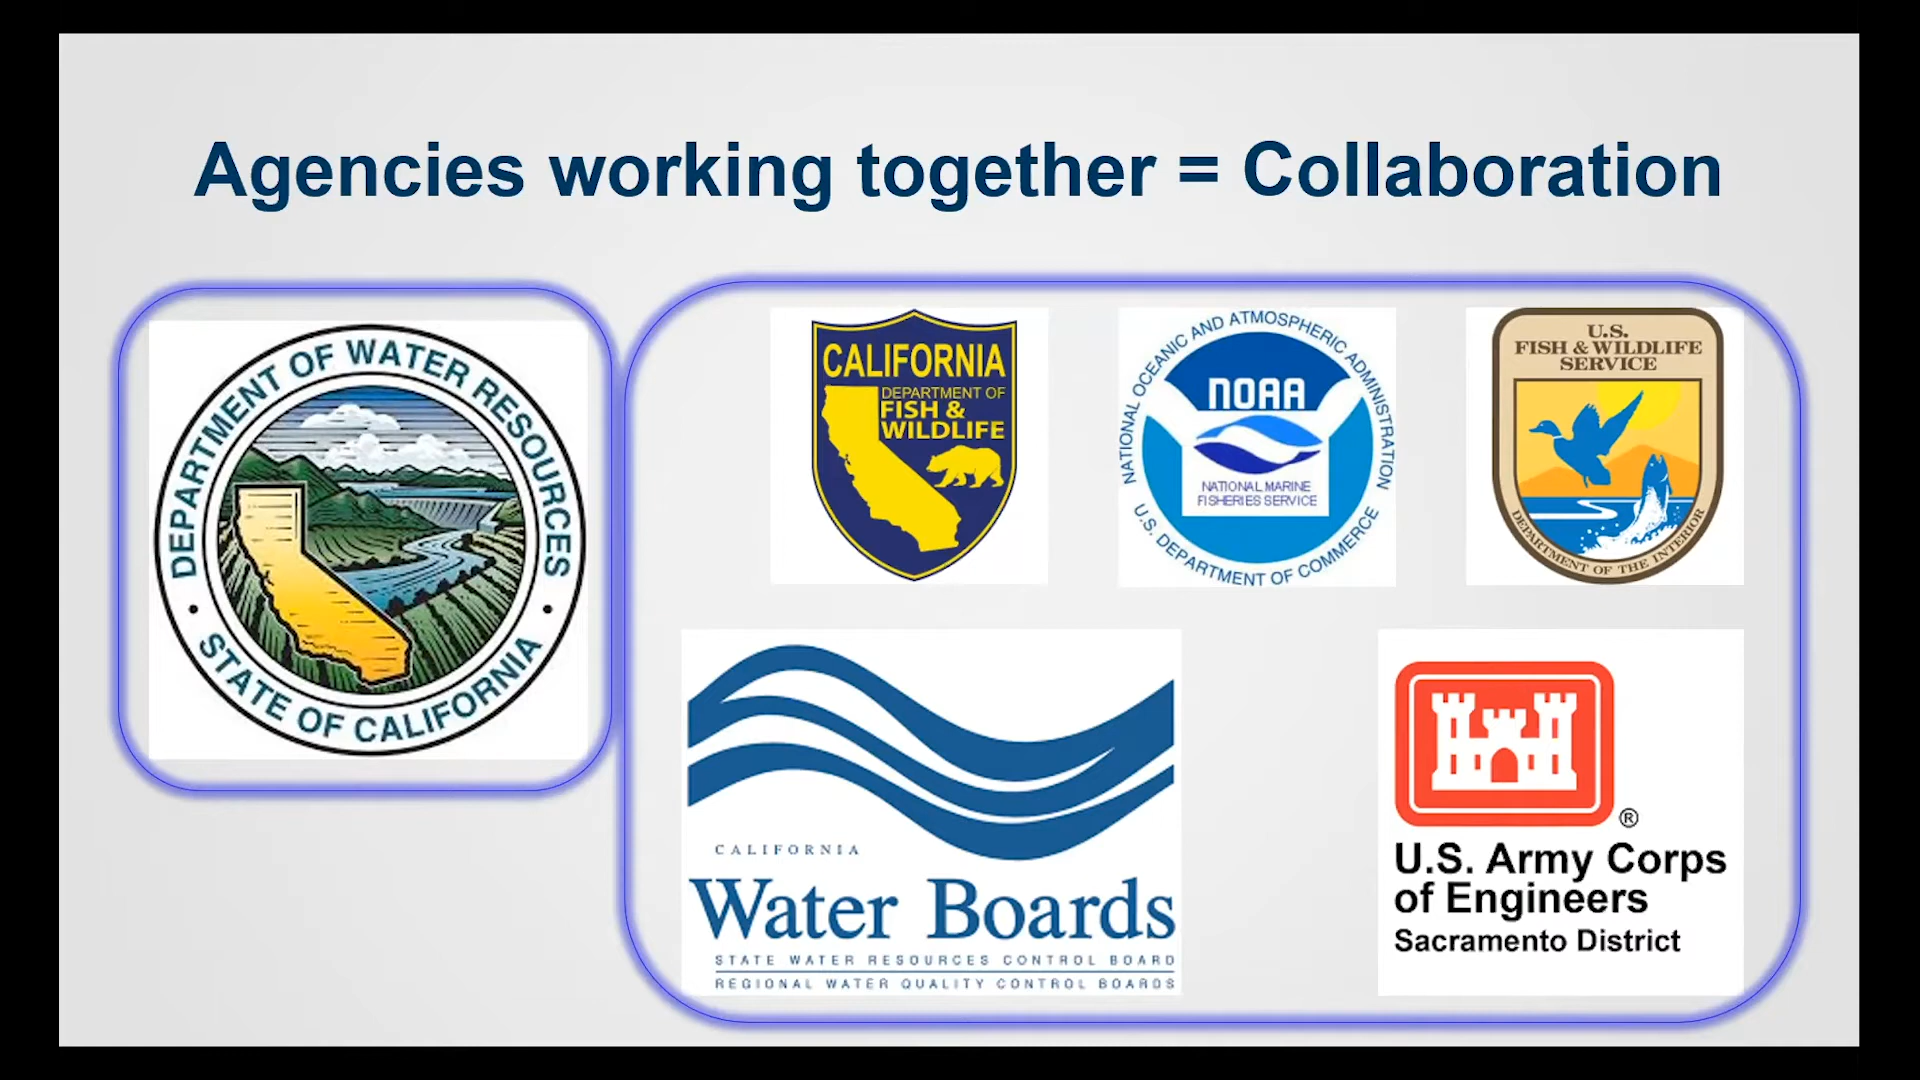 Agencies working together = Collaboration
DEPARTMENT OF WATER RESOURCES
• STATE OF CALIFORNIA •
CALIFORNIA
DEPARTMENT OF
FISH &
WILDLIFE
NATIONAL OCEANIC AND ATMOSPHERIC ADMINISTRATION
NOAA
NATIONAL MARINE
FISHERIES SERVICE
U.S. DEPARTMENT OF COMMERCE
U.S.
FISH & WILDLIFE
SERVICE
DEPARTMENT OF THE INTERIOR
CALIFORNIA
Water Boards
STATE WATER RESOURCES CONTROL BOARD
REGIONAL WATER QUALITY CONTROL BOARDS
®
U.S. Army Corps
of Engineers
Sacramento District